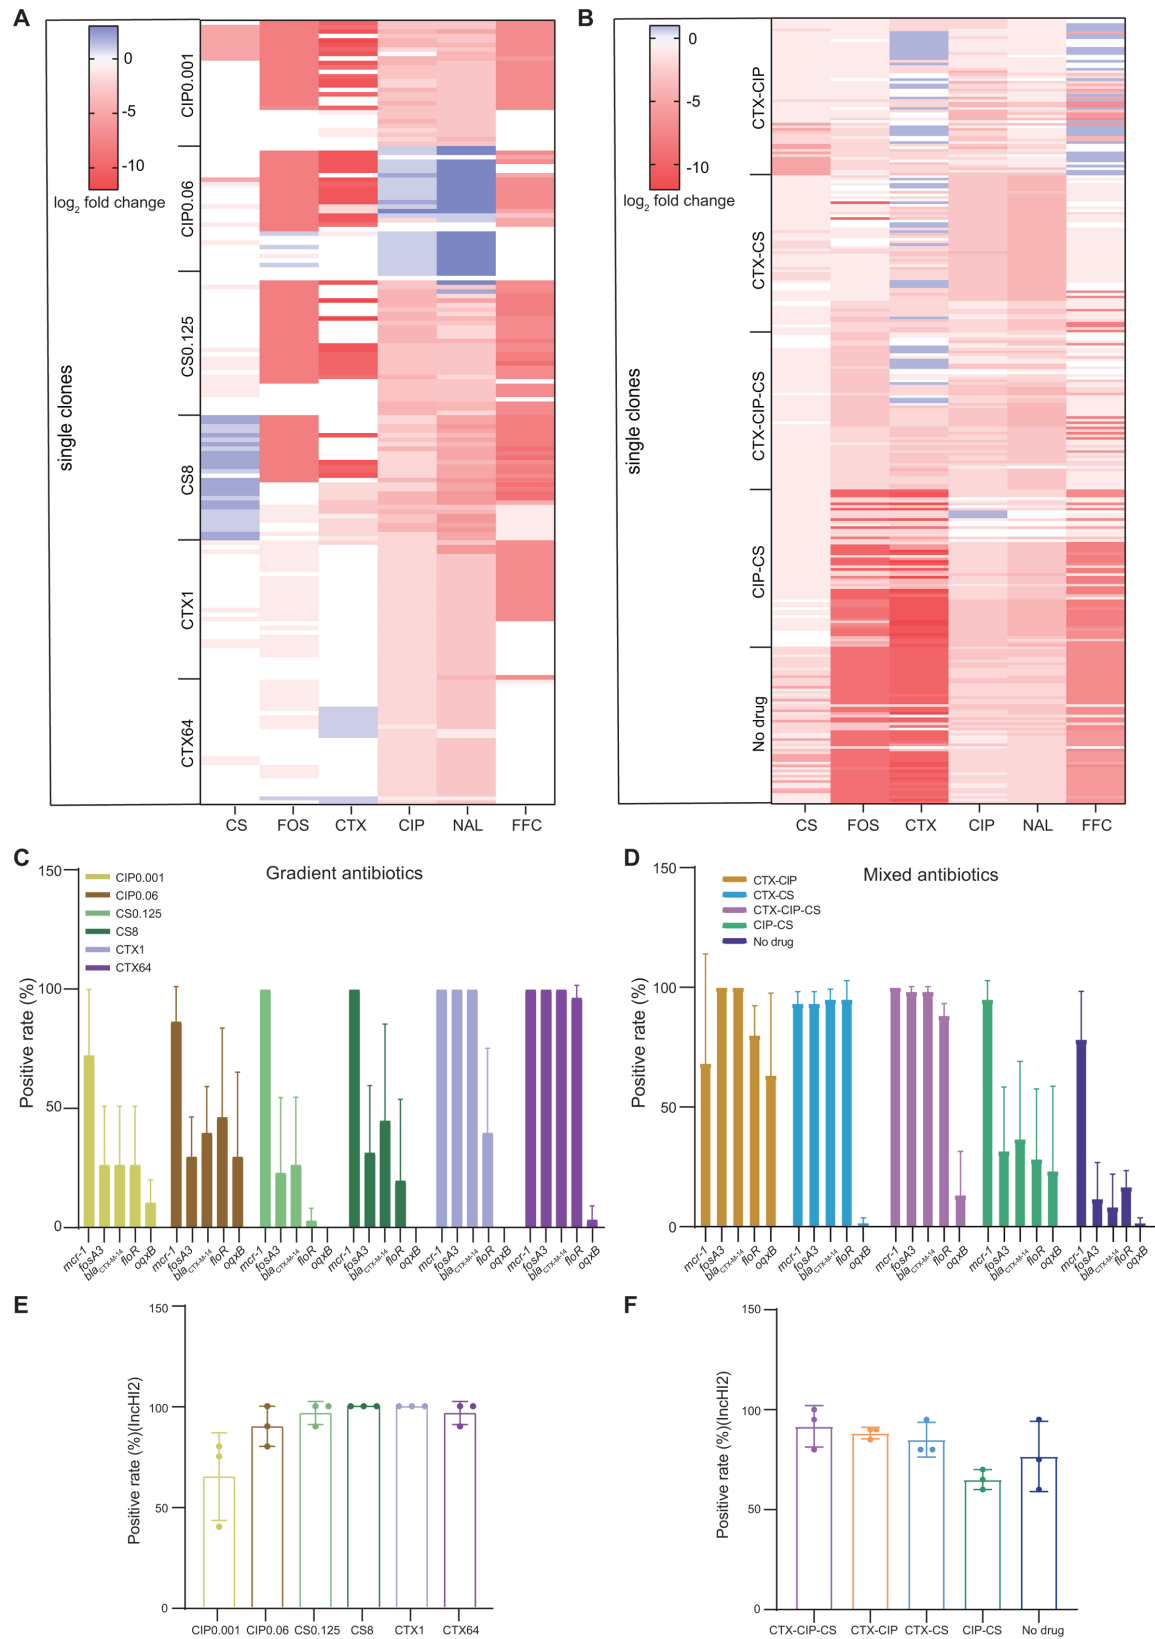 A
0
-5
-10
log2 fold change
single clones
CIP0.001
CIP0.06
CS0.125
CS8
CTX1
CTX64
CS FOS CTX CIP NAL FFC
B
0
-5
-10
log2 fold change
single clones
CTX-CIP
CTX-CS
CTX-CIP-CS
CIP-CS
No drug
CS FOS CTX CIP NAL FFC
C
Gradient antibiotics
CIP0.001
CIP0.06
CS0.125
CS8
CTX1
CTX64
Positive rate (%)
150
100
50
0
mcr-1 fosA3 blaCTX-M-14 floR oqxB mcr-1 fosA3 blaCTX-M-14 floR oqxB mcr-1 fosA3 blaCTX-M-14 floR oqxB mcr-1 fosA3 blaCTX-M-14 floR oqxB mcr-1 fosA3 blaCTX-M-14 floR oqxB mcr-1 fosA3 blaCTX-M-14 floR oqxB
D
Mixed antibiotics
CTX-CIP
CTX-CS
CTX-CIP-CS
CIP-CS
No drug
Positive rate (%)
150
100
50
0
mcr-1 fosA3 blaCTX-M-14 floR oqxB mcr-1 fosA3 blaCTX-M-14 floR oqxB mcr-1 fosA3 blaCTX-M-14 floR oqxB mcr-1 fosA3 blaCTX-M-14 floR oqxB mcr-1 fosA3 blaCTX-M-14 floR oqxB
E
Positive rate (%)(IncHI2)
150
100
50
0
CIP0.001 CIP0.06 CS0.125 CS8 CTX1 CTX64
F
Positive rate (%)(IncHI2)
150
100
50
0
CTX-CIP-CS CTX-CIP CTX-CS CIP-CS No drug